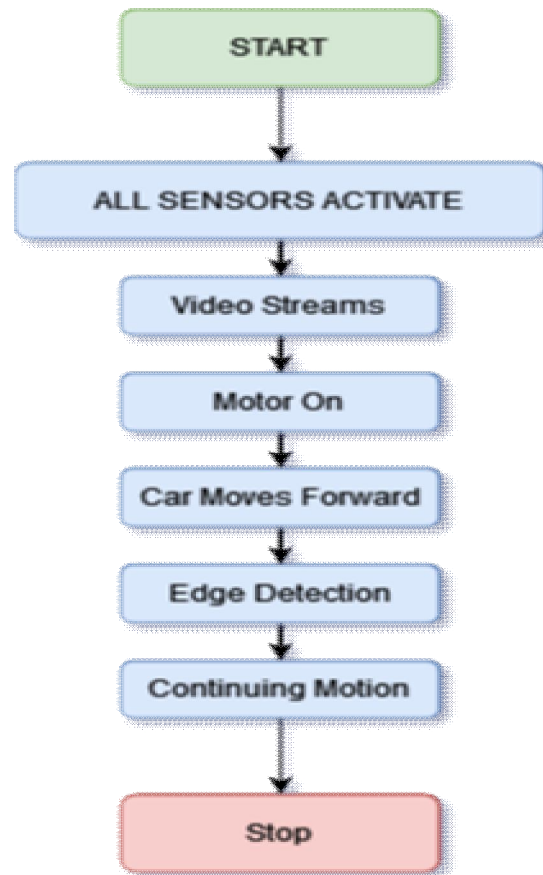 START
ALL SENSORS ACTIVATE
Video Streams
Motor On
Car Moves Forward
Edge Detection
Continuing Motion
Stop